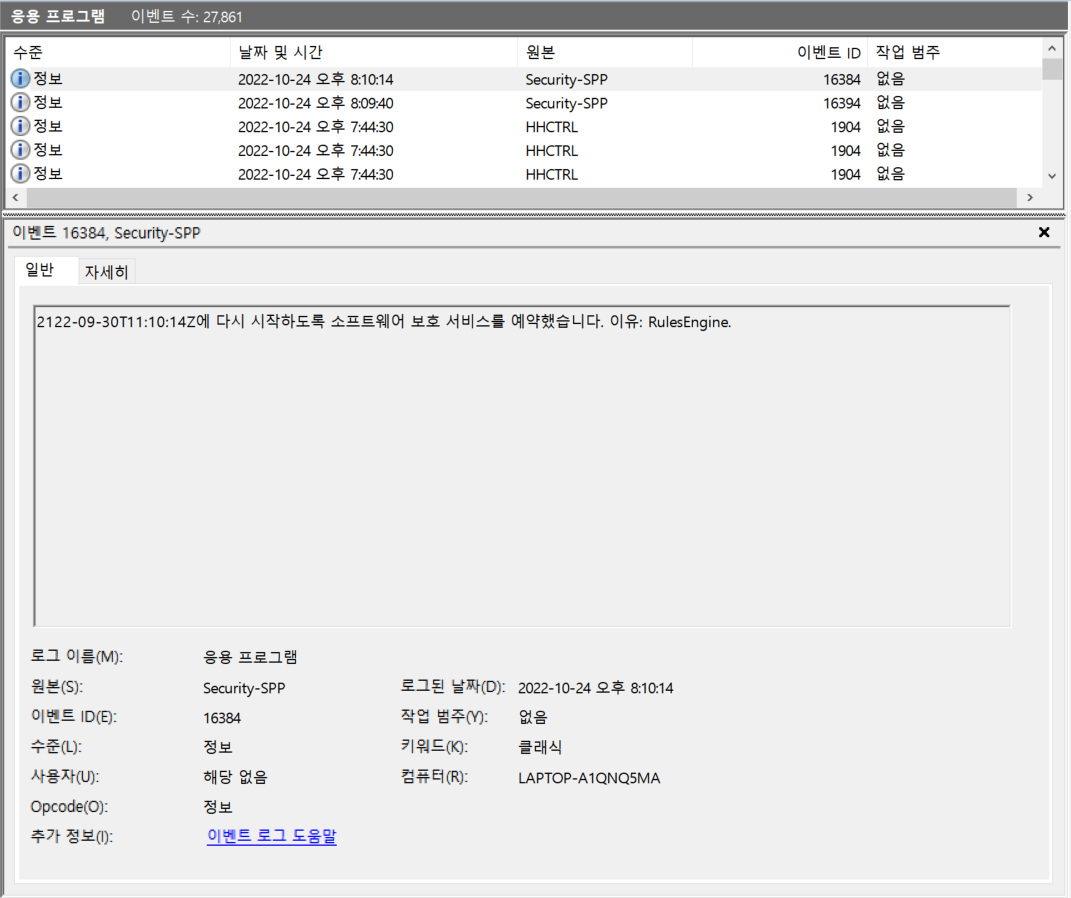 응용 프로그램 이벤트 수: 27,861
수준 날짜 및 시간 원본 이벤트 ID 작업 범주
정보 2022-10-24 오후 8:10:14 Security-SPP 16384 없음
정보 2022-10-24 오후 8:09:40 Security-SPP 16394 없음
정보 2022-10-24 오후 7:44:30 HHCTRL 1904 없음
정보 2022-10-24 오후 7:44:30 HHCTRL 1904 없음
정보 2022-10-24 오후 7:44:30 HHCTRL 1904 없음
이벤트 16384, Security-SPP
일반 자세히
2122-09-30T11:10:14Z에 다시 시작하도록 소프트웨어 보호 서비스를 예약했습니다. 이유: RulesEngine.
로그 이름(M): 응용 프로그램
원본(S): Security-SPP 로그된 날짜(D): 2022-10-24 오후 8:10:14
이벤트 ID(E): 16384 작업 범주(Y): 없음
수준(L): 정보 키워드(K): 클래식
사용자(U): 해당 없음 컴퓨터(R): LAPTOP-A1QNQ5MA
Opcode(O): 정보
추가 정보(I): 이벤트 로그 도움말